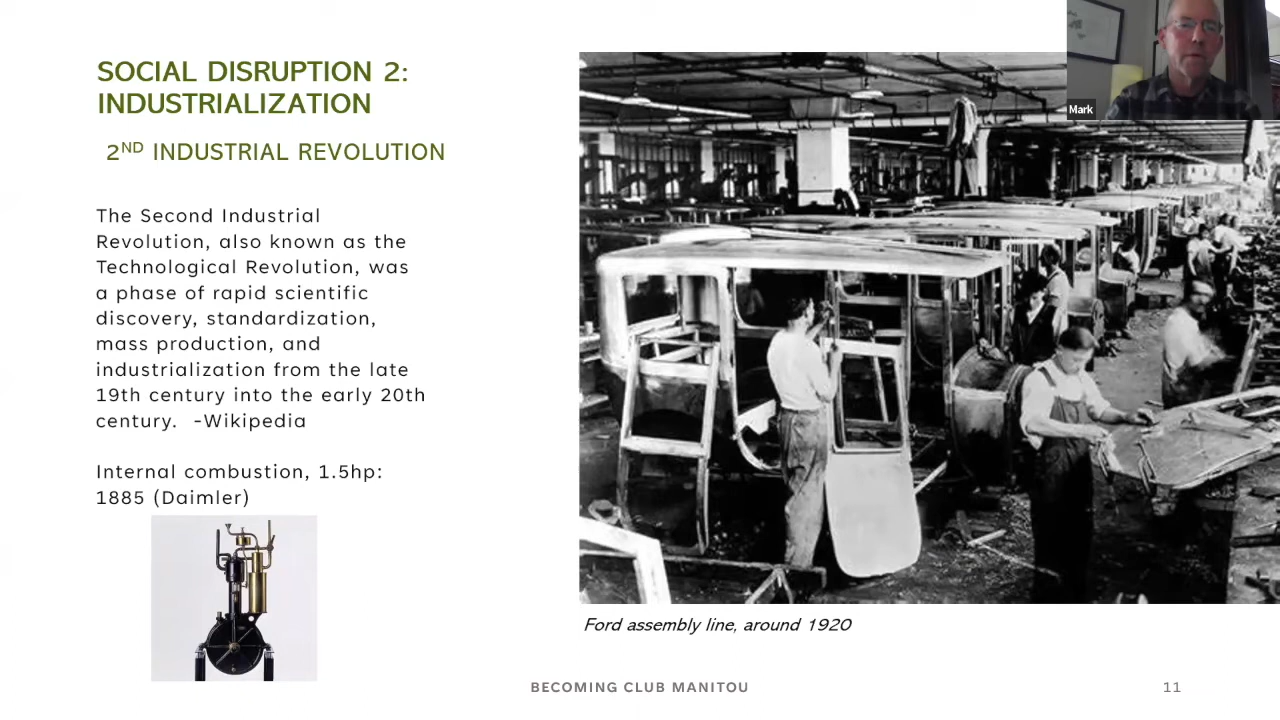 SOCIAL DISRUPTION 2:
INDUSTRIALIZATION
2ND INDUSTRIAL REVOLUTION
The Second Industrial
Revolution, also known as the
Technological Revolution, was
a phase of rapid scientific
discovery, standardization,
mass production, and
industrialization from the late
19th century into the early 20th
century.  -Wikipedia
Internal combustion, 1.5hp:
1885 (Daimler)
Mark
Ford assembly line, around 1920
BECOMING CLUB MANITOU
11